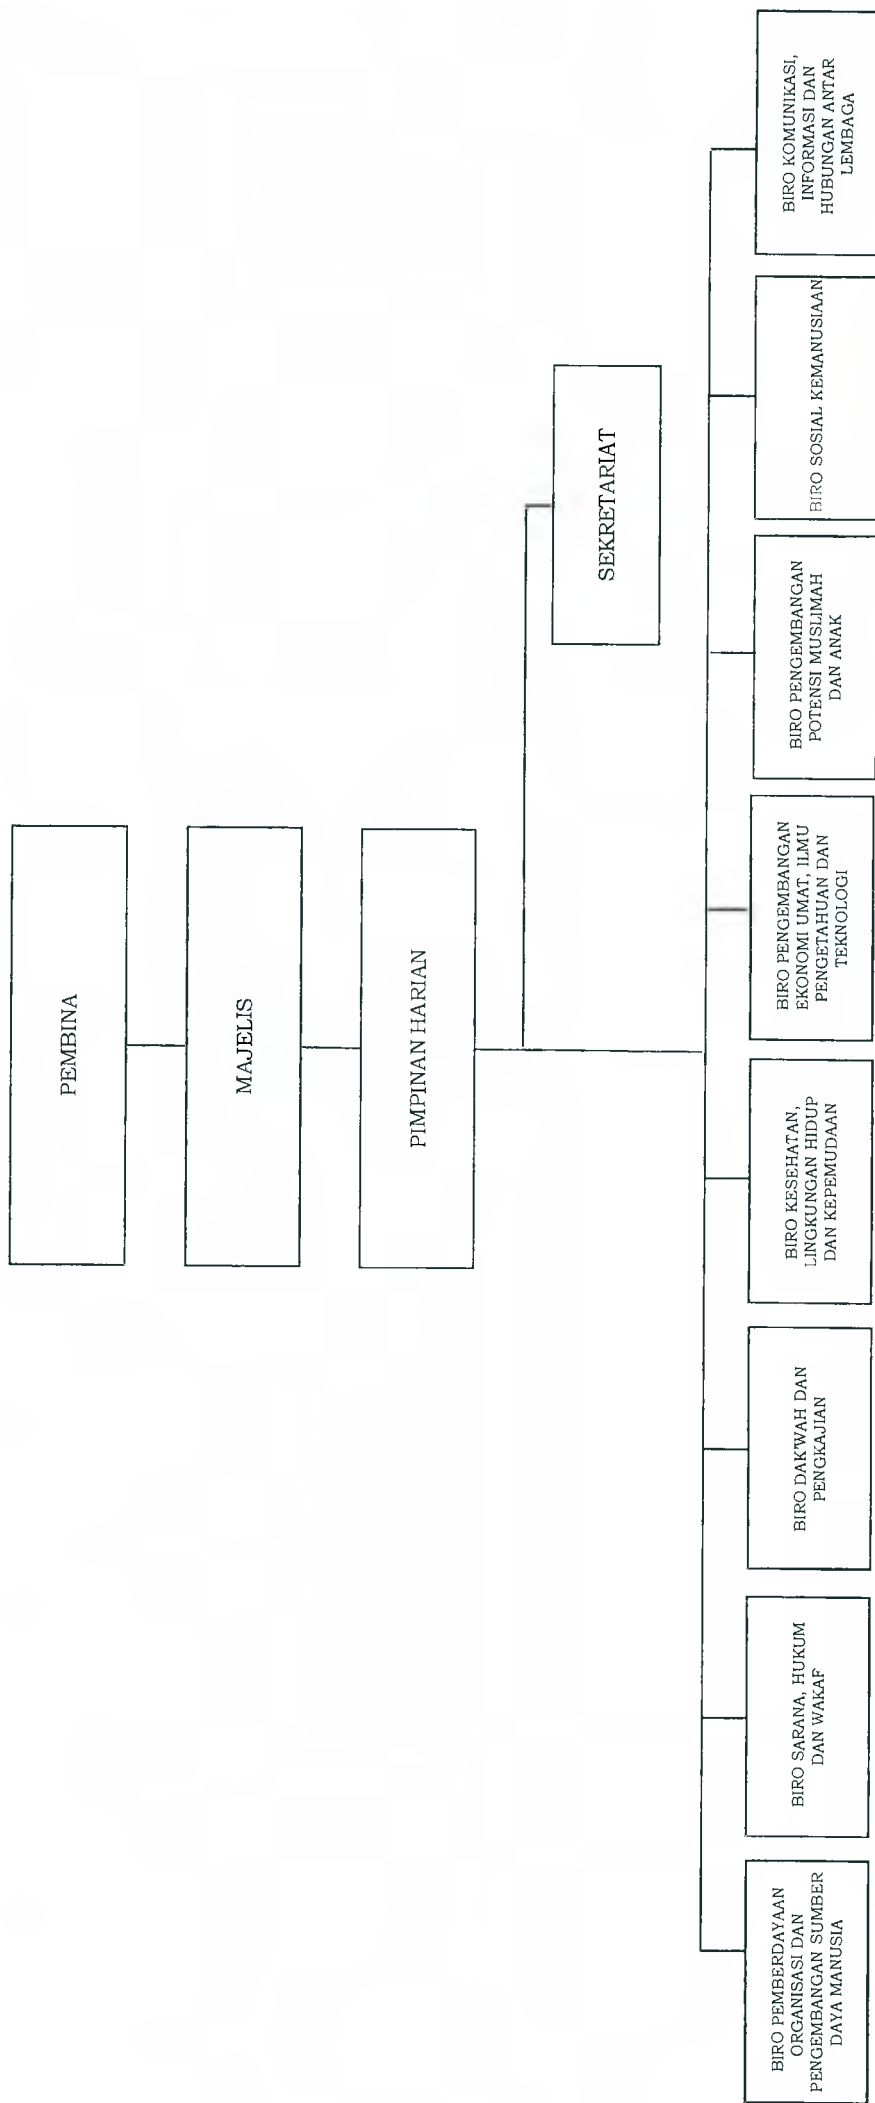 PEMBINA
MAJELIS
PIMPINAN HARIAN
SEKRETARIAT
BIRO PEMBERDAYAAN
ORGANISASI DAN
PENGEMBANGAN SUMBER
DAYA MANUSIA
BIRO SARANA, HUKUM
DAN WAKAF
BIRO DAK'WAH DAN
PENGKAJIAN
BIRO KESEHATAN,
LINGKUNGAN HIDUP
DAN KEPEMUDAAN
BIRO PENGEMBANGAN
EKONOMI UMAT, ILMU
PENGETAHUAN DAN
TEKNOLOGI
BIRO PENGEMBANGAN
POTENSI MUSLIMAH
DAN ANAK
BIRO SOSIAL KEMANUSIAAN
BIRO KOMUNIKASI,
INFORMASI DAN
HUBUNGAN ANTAR
LEMBAGA